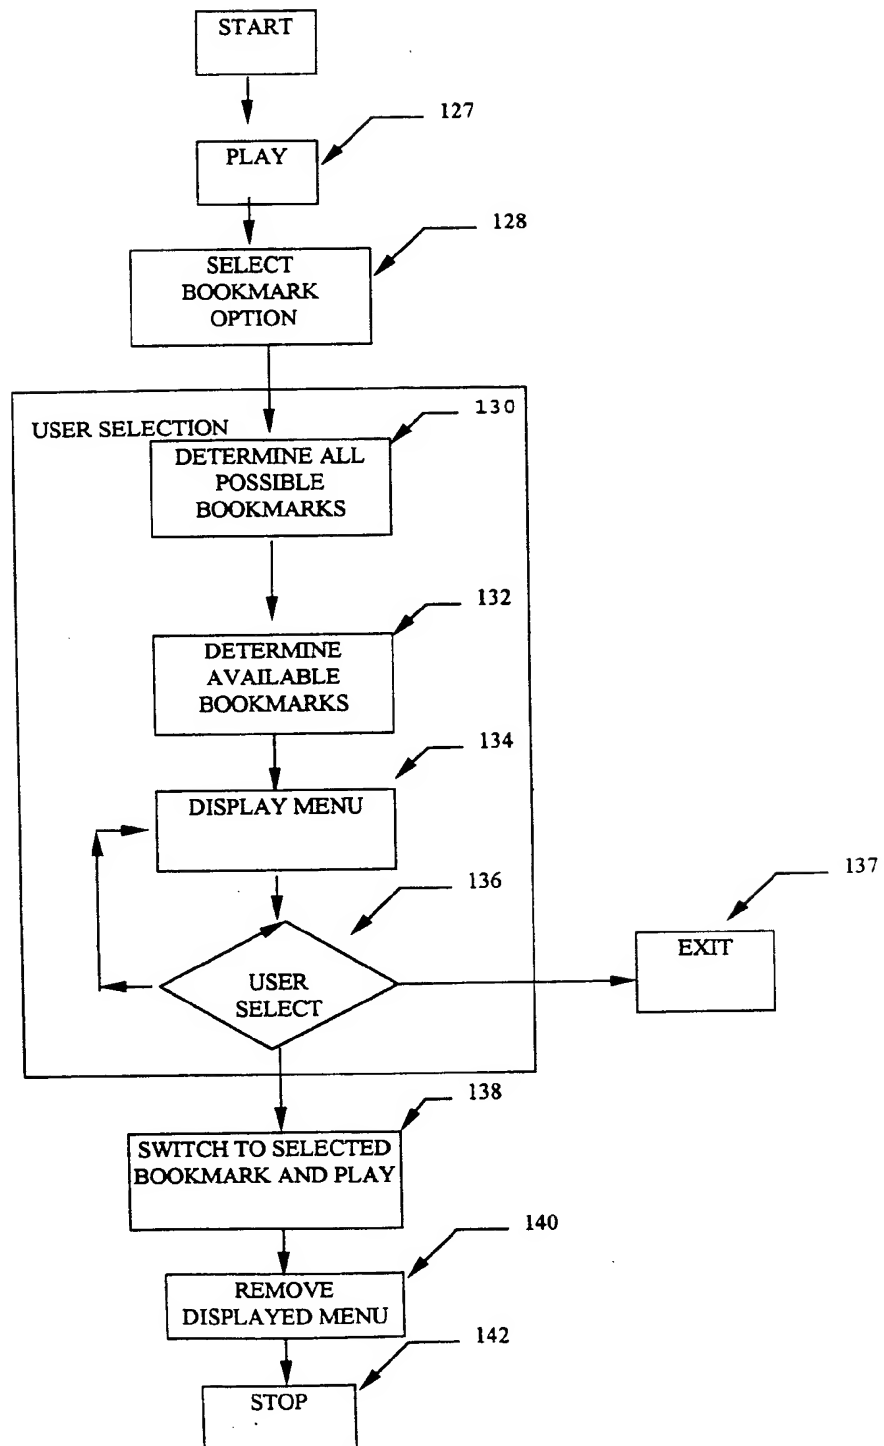 START
127
PLAY
128
SELECT
BOOKMARK
OPTION
130
USER SELECTION
DETERMINE ALL
POSSIBLE
BOOKMARKS
132
DETERMINE
AVAILABLE
BOOKMARKS
134
DISPLAY MENU
136
137
EXIT
USER
SELECT
138
SWITCH TO SELECTED
BOOKMARK AND PLAY
140
REMOVE
DISPLAYED MENU
142
STOP